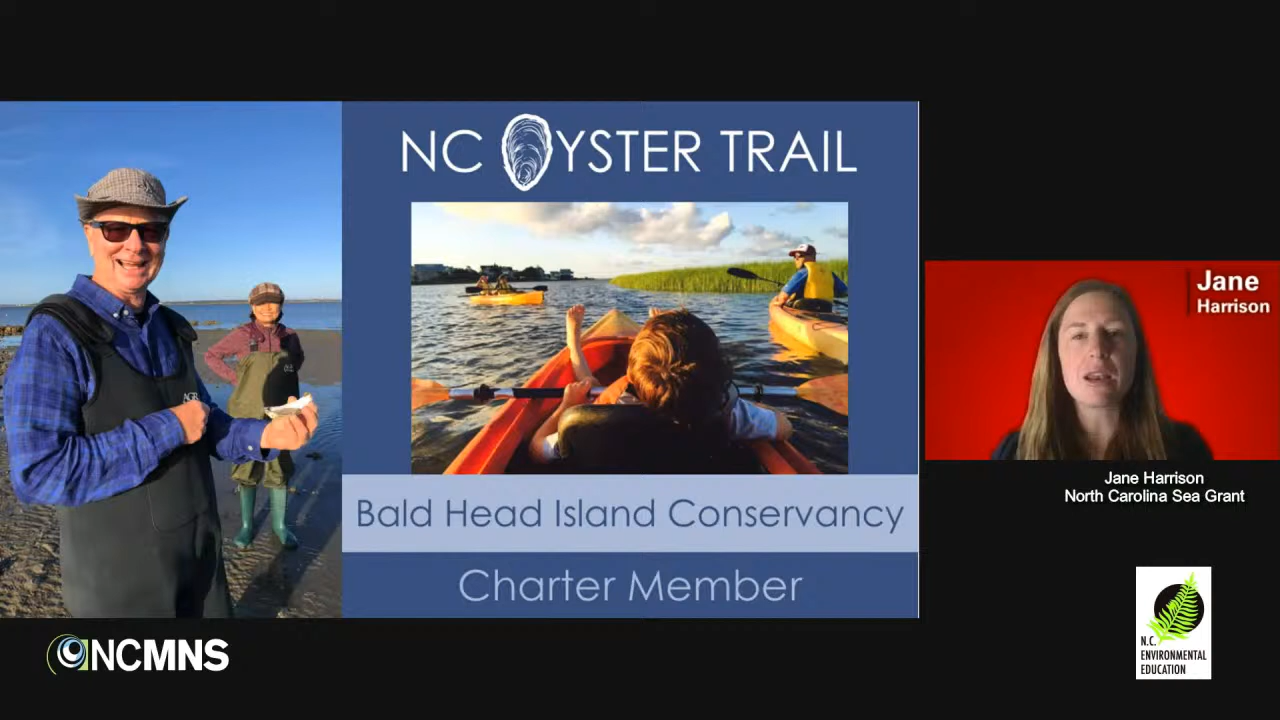 NC OYSTER TRAIL
Bald Head Island Conservancy
Charter Member
Jane
Harrison
Jane Harrison
North Carolina Sea Grant
NCMNS
N.C.
ENVIRONMENTAL
EDUCATION